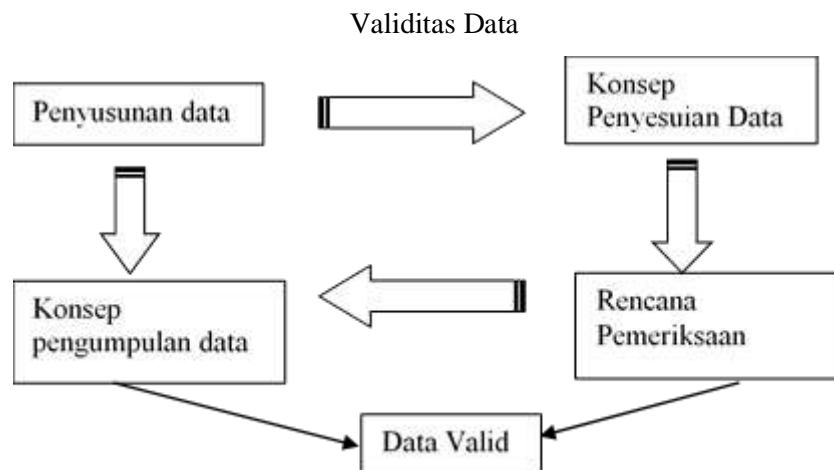 Validitas Data
Penyusunan data
Konsep
Penyesuian Data
Konsep
pengumpulan data
Rencana
Pemeriksaan
Data Valid